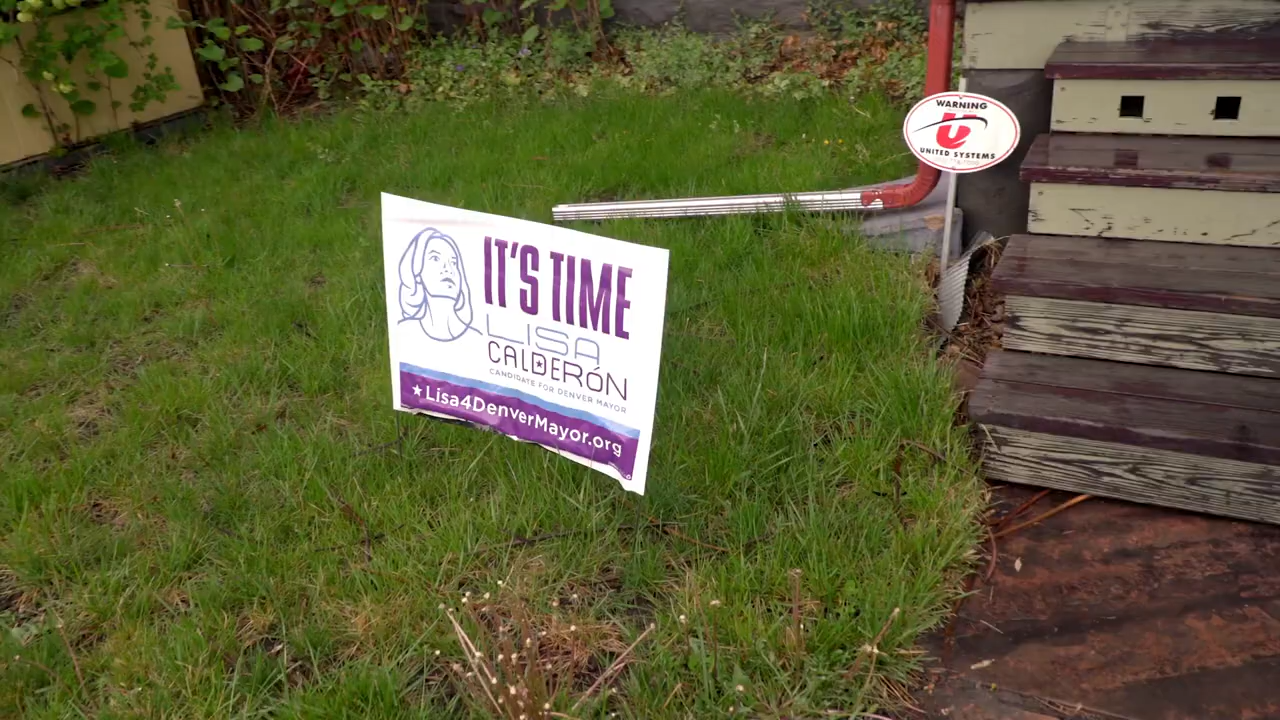 WARNING
U
UNITED SYSTEMS
IT'S TIME
LISA
CALDERÓN
CANDIDATE FOR DENVER MAYOR
★Lisa4DenverMayor.org